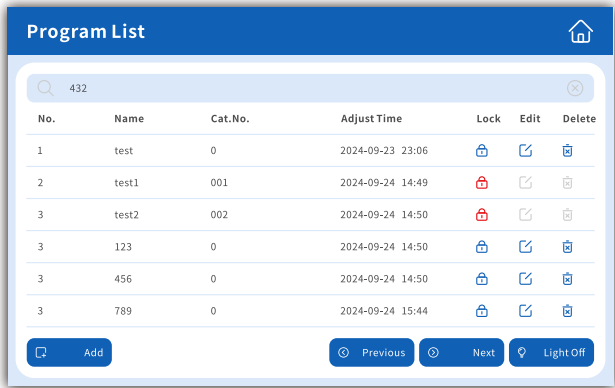 Program List
432
No. Name Cat.No. Adjust Time Lock Edit Delete
1 test 0 2024-09-23 23:06
2 test1 001 2024-09-24 14:49
3 test2 002 2024-09-24 14:50
3 123 0 2024-09-24 14:50
3 456 0 2024-09-24 14:50
3 789 0 2024-09-24 15:44
Add Previous Next Light Off